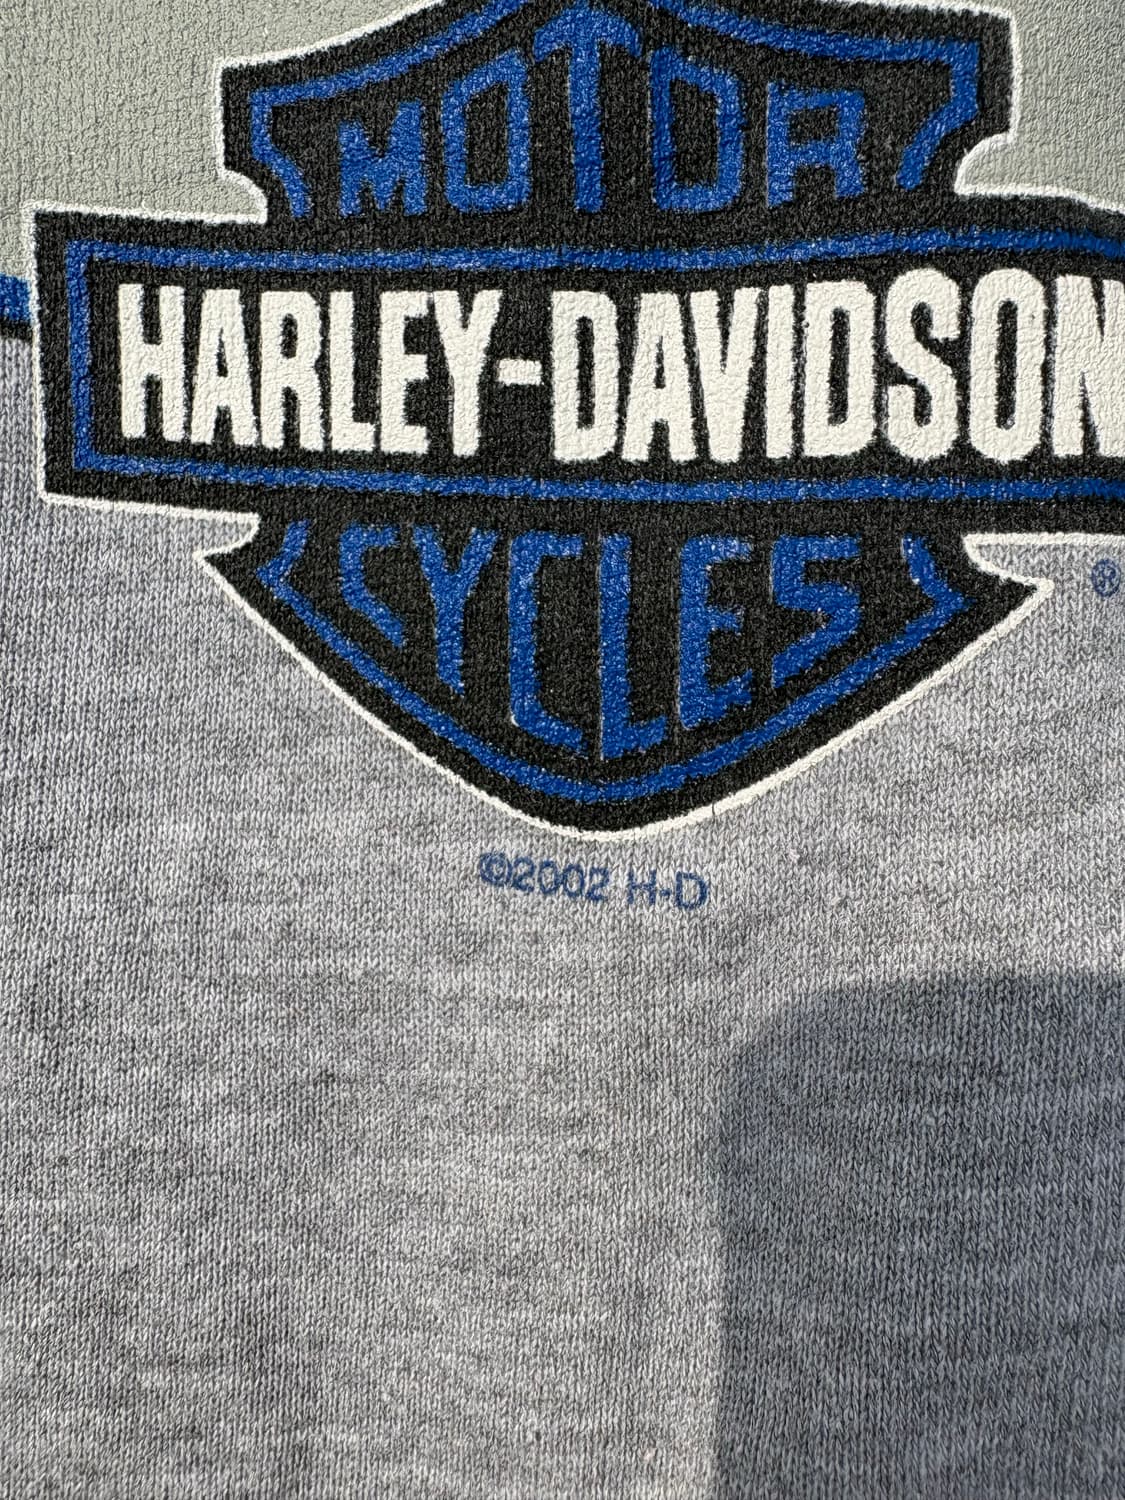 MOTOR
HARLEY-DAVIDSON
CYCLES
®
©2002 H-D